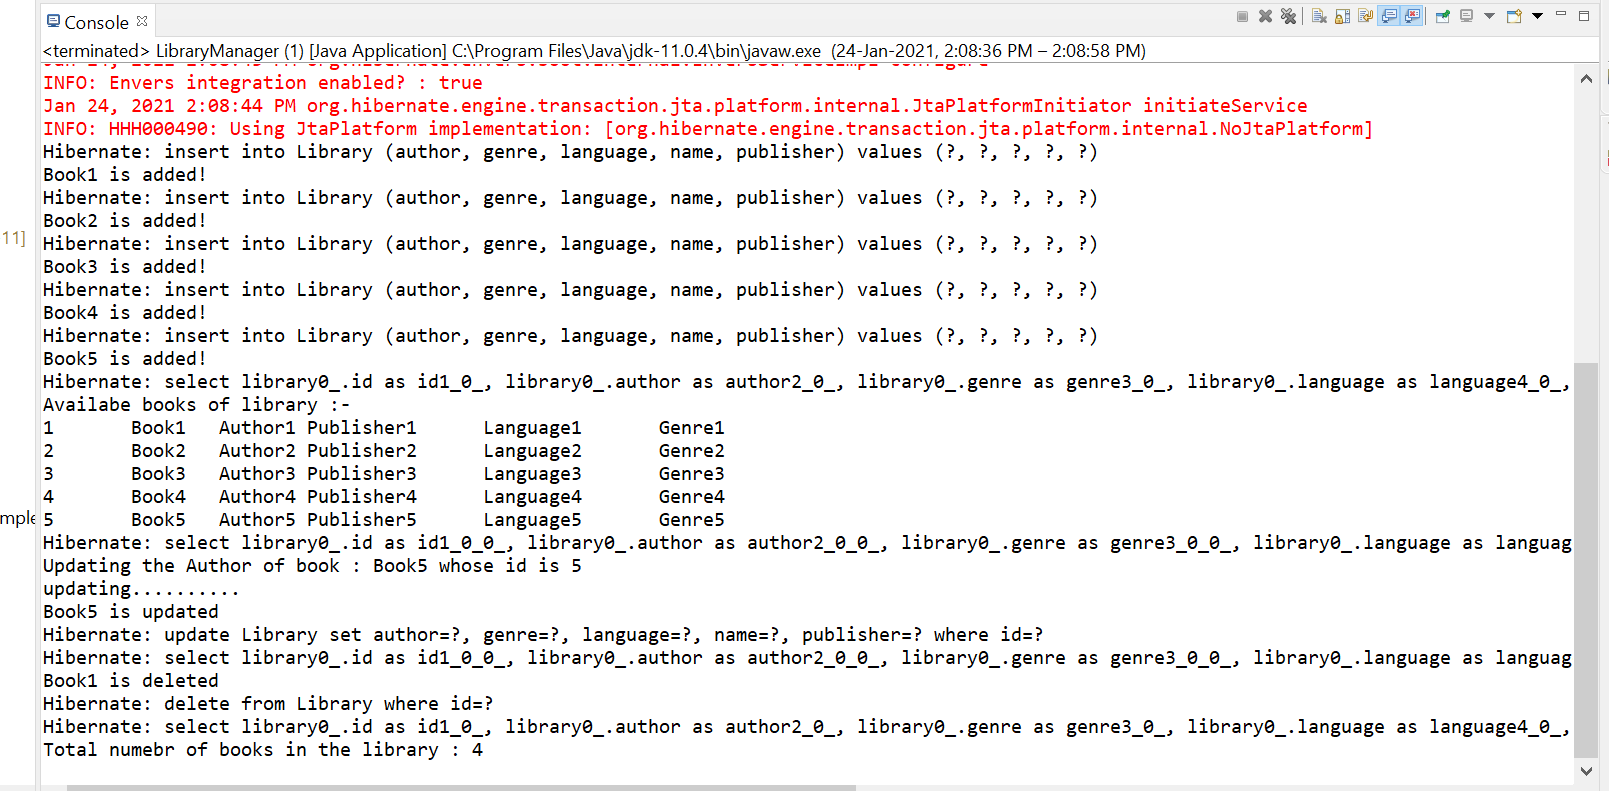 Console
<terminated> LibraryManager (1) [Java Application] C:\Program Files\Java\jdk-11.0.4\bin\javaw.exe (24-Jan-2021, 2:08:36 PM – 2:08:58 PM)
INFO: Envers integration enabled? : true
Jan 24, 2021 2:08:44 PM org.hibernate.engine.transaction.jta.platform.internal.JtaPlatformInitiator initiateService
INFO: HHH000490: Using JtaPlatform implementation: [org.hibernate.engine.transaction.jta.platform.internal.NoJtaPlatform]
Hibernate: insert into Library (author, genre, language, name, publisher) values (?, ?, ?, ?, ?)
Book1 is added!
Hibernate: insert into Library (author, genre, language, name, publisher) values (?, ?, ?, ?, ?)
Book2 is added!
11]
Hibernate: insert into Library (author, genre, language, name, publisher) values (?, ?, ?, ?, ?)
Book3 is added!
Hibernate: insert into Library (author, genre, language, name, publisher) values (?, ?, ?, ?, ?)
Book4 is added!
Hibernate: insert into Library (author, genre, language, name, publisher) values (?, ?, ?, ?, ?)
Book5 is added!
Hibernate: select library0_.id as id1_0_, library0_.author as author2_0_, library0_.genre as genre3_0_, library0_.language as language4_0_,
Availabe books of library :-
1 Book1 Author1 Publisher1 Language1 Genre1
2 Book2 Author2 Publisher2 Language2 Genre2
3 Book3 Author3 Publisher3 Language3 Genre3
4 Book4 Author4 Publisher4 Language4 Genre4
mple
5 Book5 Author5 Publisher5 Language5 Genre5
Hibernate: select library0_.id as id1_0_0_, library0_.author as author2_0_0_, library0_.genre as genre3_0_0_, library0_.language as languag
Updating the Author of book : Book5 whose id is 5
updating..........
Book5 is updated
Hibernate: update Library set author=?, genre=?, language=?, name=?, publisher=? where id=?
Hibernate: select library0_.id as id1_0_0_, library0_.author as author2_0_0_, library0_.genre as genre3_0_0_, library0_.language as languag
Book1 is deleted
Hibernate: delete from Library where id=?
Hibernate: select library0_.id as id1_0_, library0_.author as author2_0_, library0_.genre as genre3_0_, library0_.language as language4_0_,
Total numebr of books in the library : 4